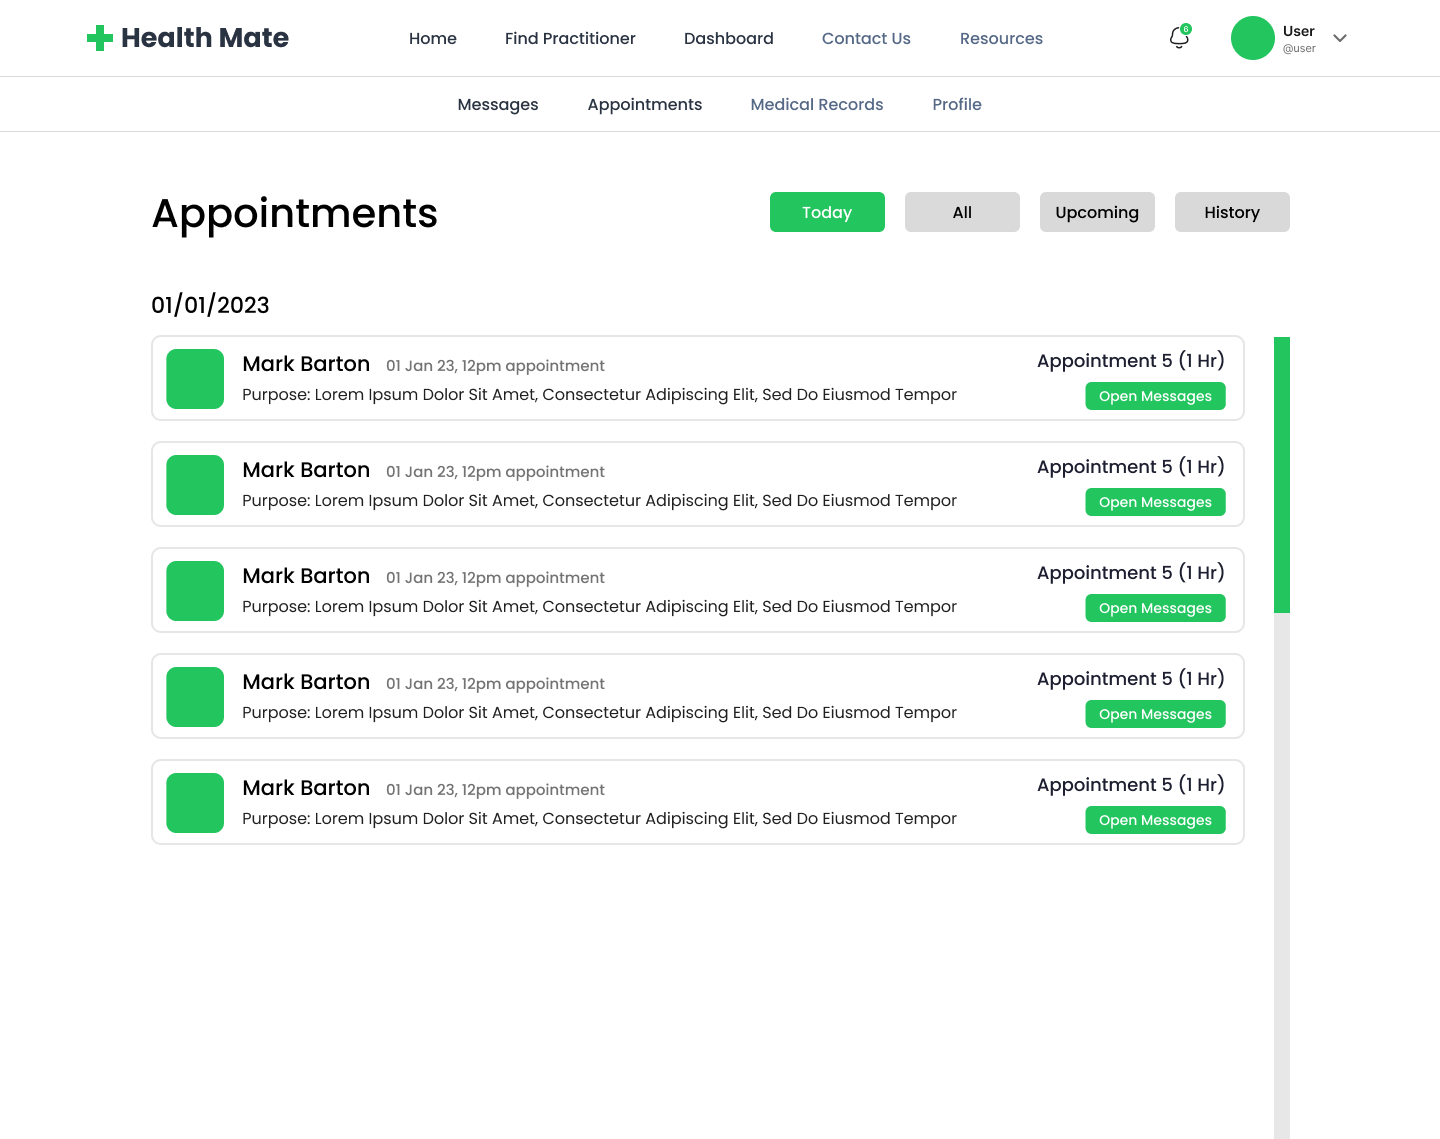 Health Mate
Home Find Practitioner Dashboard Contact Us Resources
6
User
@user
Messages Appointments Medical Records Profile
Appointments
Today All Upcoming History
01/01/2023
Mark Barton 01 Jan 23, 12pm appointment Appointment 5 (1 Hr)
Purpose: Lorem Ipsum Dolor Sit Amet, Consectetur Adipiscing Elit, Sed Do Eiusmod Tempor Open Messages
Mark Barton 01 Jan 23, 12pm appointment Appointment 5 (1 Hr)
Purpose: Lorem Ipsum Dolor Sit Amet, Consectetur Adipiscing Elit, Sed Do Eiusmod Tempor Open Messages
Mark Barton 01 Jan 23, 12pm appointment Appointment 5 (1 Hr)
Purpose: Lorem Ipsum Dolor Sit Amet, Consectetur Adipiscing Elit, Sed Do Eiusmod Tempor Open Messages
Mark Barton 01 Jan 23, 12pm appointment Appointment 5 (1 Hr)
Purpose: Lorem Ipsum Dolor Sit Amet, Consectetur Adipiscing Elit, Sed Do Eiusmod Tempor Open Messages
Mark Barton 01 Jan 23, 12pm appointment Appointment 5 (1 Hr)
Purpose: Lorem Ipsum Dolor Sit Amet, Consectetur Adipiscing Elit, Sed Do Eiusmod Tempor Open Messages